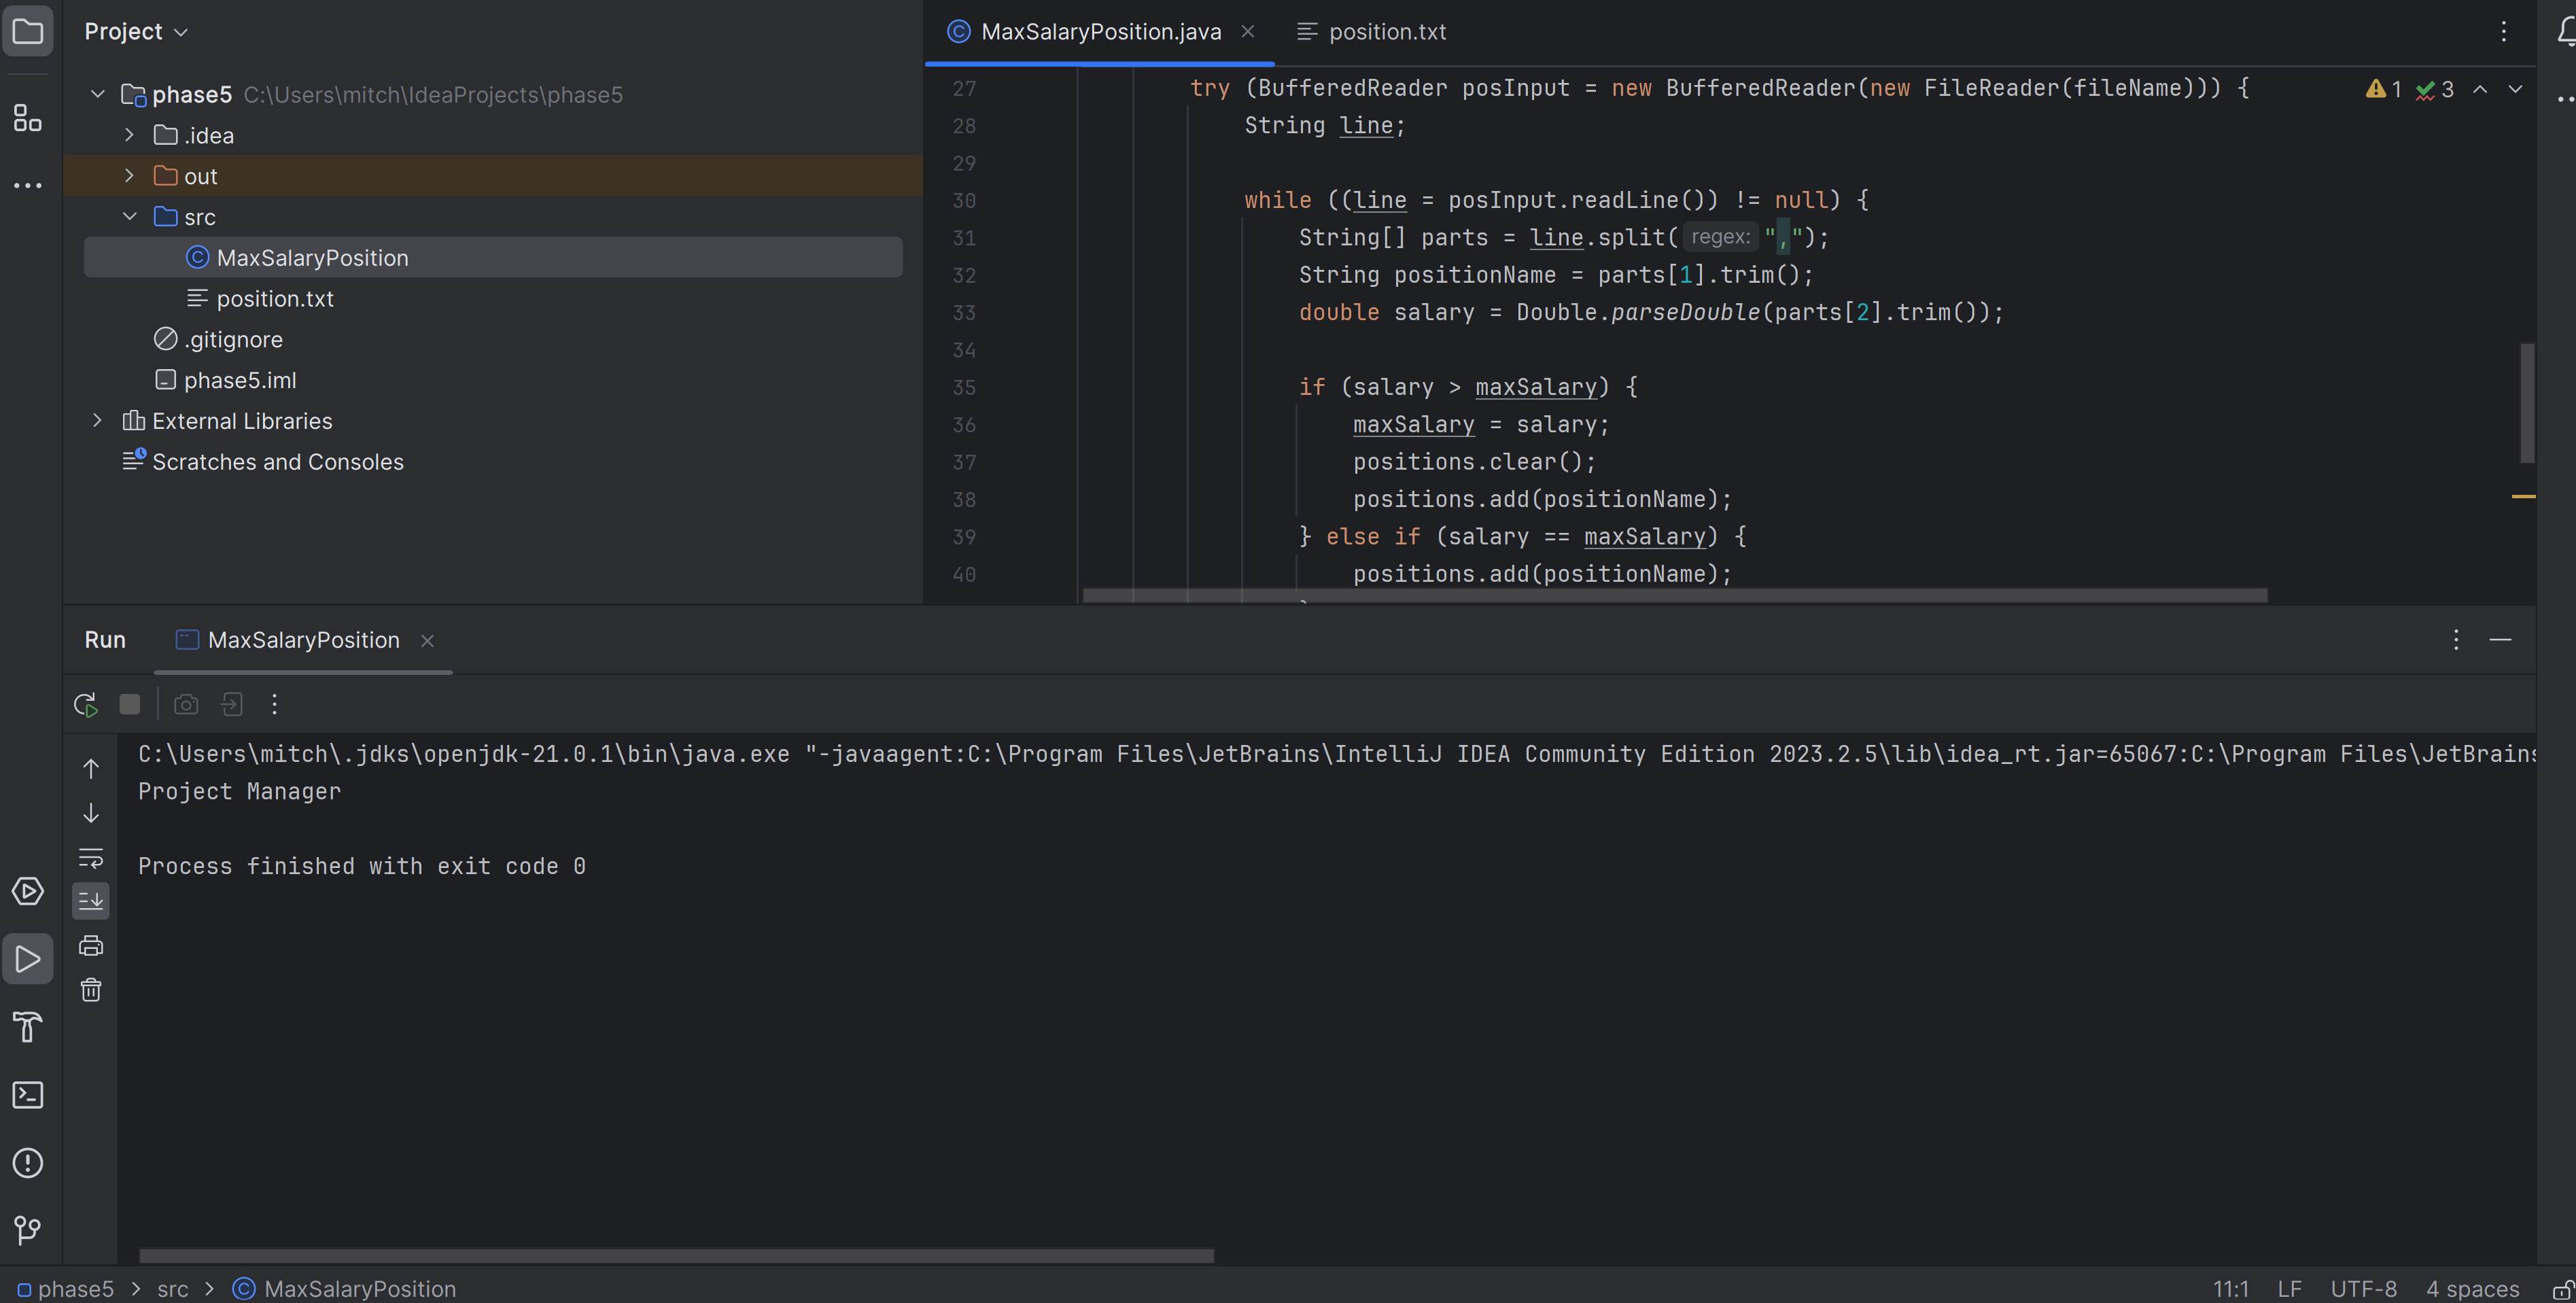 Project
phase5 C:\Users\mitch\IdeaProjects\phase5
.idea
out
src
MaxSalaryPosition
position.txt
.gitignore
phase5.iml
External Libraries
Scratches and Consoles
MaxSalaryPosition.java
position.txt
1 3
27 try (BufferedReader posInput = new BufferedReader(new FileReader(fileName))) {
28 String line;
29
30 while ((line = posInput.readLine()) != null) {
31 String[] parts = line.split( regex: ",");
32 String positionName = parts[1].trim();
33 double salary = Double.parseDouble(parts[2].trim());
34
35 if (salary > maxSalary) {
36 maxSalary = salary;
37 positions.clear();
38 positions.add(positionName);
39 } else if (salary == maxSalary) {
40 positions.add(positionName);
Run MaxSalaryPosition
C:\Users\mitch\.jdks\openjdk-21.0.1\bin\java.exe "-javaagent:C:\Program Files\JetBrains\IntelliJ IDEA Community Edition 2023.2.5\lib\idea_rt.jar=65067:C:\Program Files\JetBrains
Project Manager
Process finished with exit code 0
phase5 > src > MaxSalaryPosition
11:1 LF UTF-8 4 spaces